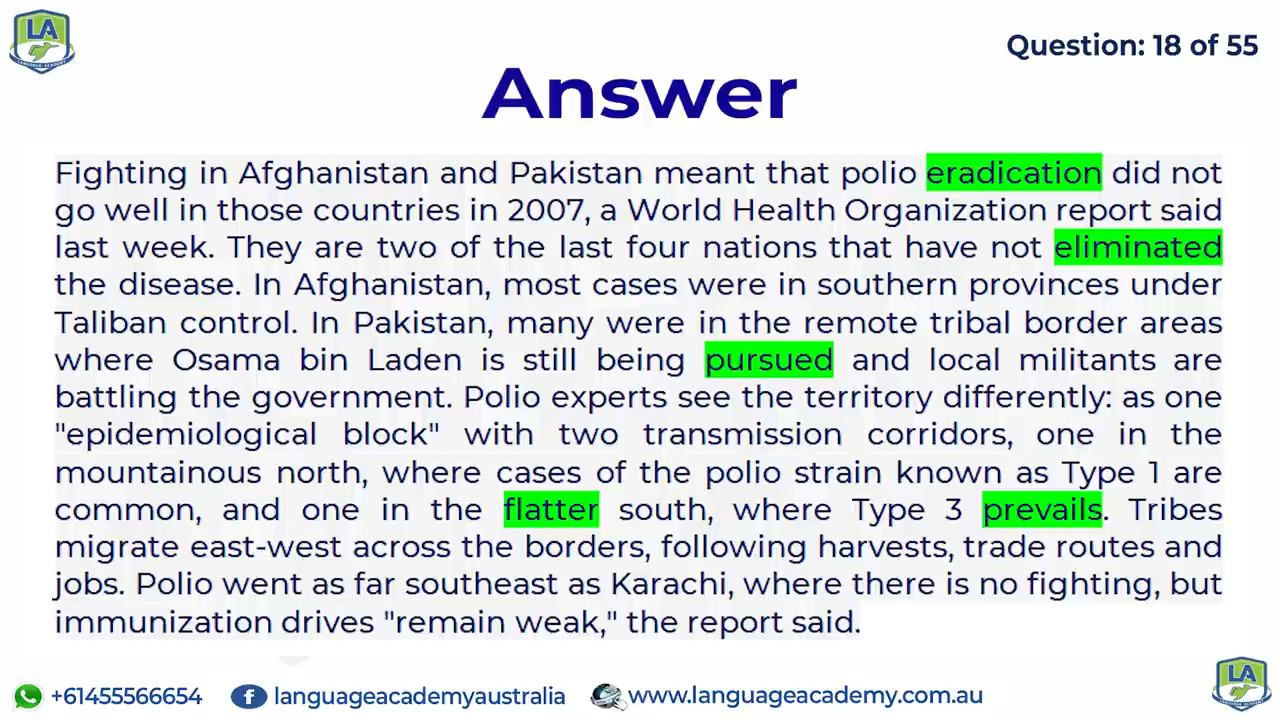 LA
LANGUAGE ACADEMY
Question: 18 of 55
Answer
Fighting in Afghanistan and Pakistan meant that polio eradication did not
go well in those countries in 2007, a World Health Organization report said
last week. They are two of the last four nations that have not eliminated
the disease. In Afghanistan, most cases were in southern provinces under
Taliban control. In Pakistan, many were in the remote tribal border areas
where Osama bin Laden is still being pursued and local militants are
battling the government. Polio experts see the territory differently: as one
"epidemiological block" with two transmission corridors, one in the
mountainous north, where cases of the polio strain known as Type 1 are
common, and one in the flatter south, where Type 3 prevails. Tribes
migrate east-west across the borders, following harvests, trade routes and
jobs. Polio went as far southeast as Karachi, where there is no fighting, but
immunization drives "remain weak," the report said.
+61455566654 languageacademyaustralia www.languageacademy.com.au
LA
LANGUAGE ACADEMY